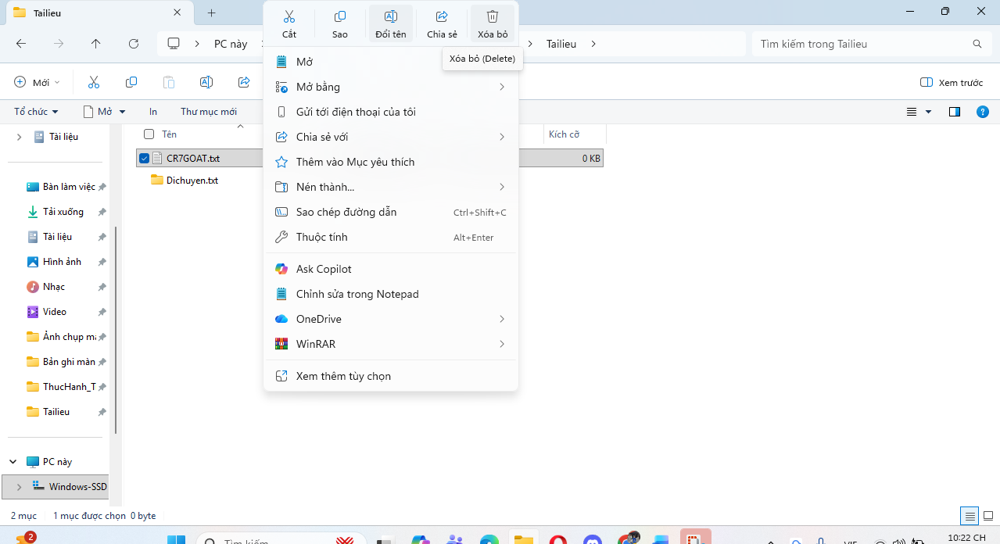 Tailieu
Cắt
Sao
Đổi tên
Chia sẻ
Xóa bỏ
PC này
Tailieu
Tìm kiếm trong Tailieu
Xóa bỏ (Delete)
Mới
Xem trước
Tổ chức
Mở
In
Thư mục mới
Mở
Mở bằng
Gửi tới điện thoại của tôi
Chia sẻ với
Thêm vào Mục yêu thích
Nén thành...
Sao chép đường dẫn Ctrl+Shift+C
Thuộc tính Alt+Enter
Ask Copilot
Chỉnh sửa trong Notepad
OneDrive
WinRAR
Xem thêm tùy chọn
Tên
Kích cỡ
CR7GOAT.txt
0 KB
Dichuyen.txt
Tài liệu
Bàn làm việc
Tải xuống
Tài liệu
Hình ảnh
Nhạc
Video
Ảnh chụp mà
Bản ghi màn
ThucHanh_T
Tailieu
PC này
Windows-SSD
2 mục
1 mục được chọn 0 byte
2
Tìm kiếm
VIE
10:22 CH